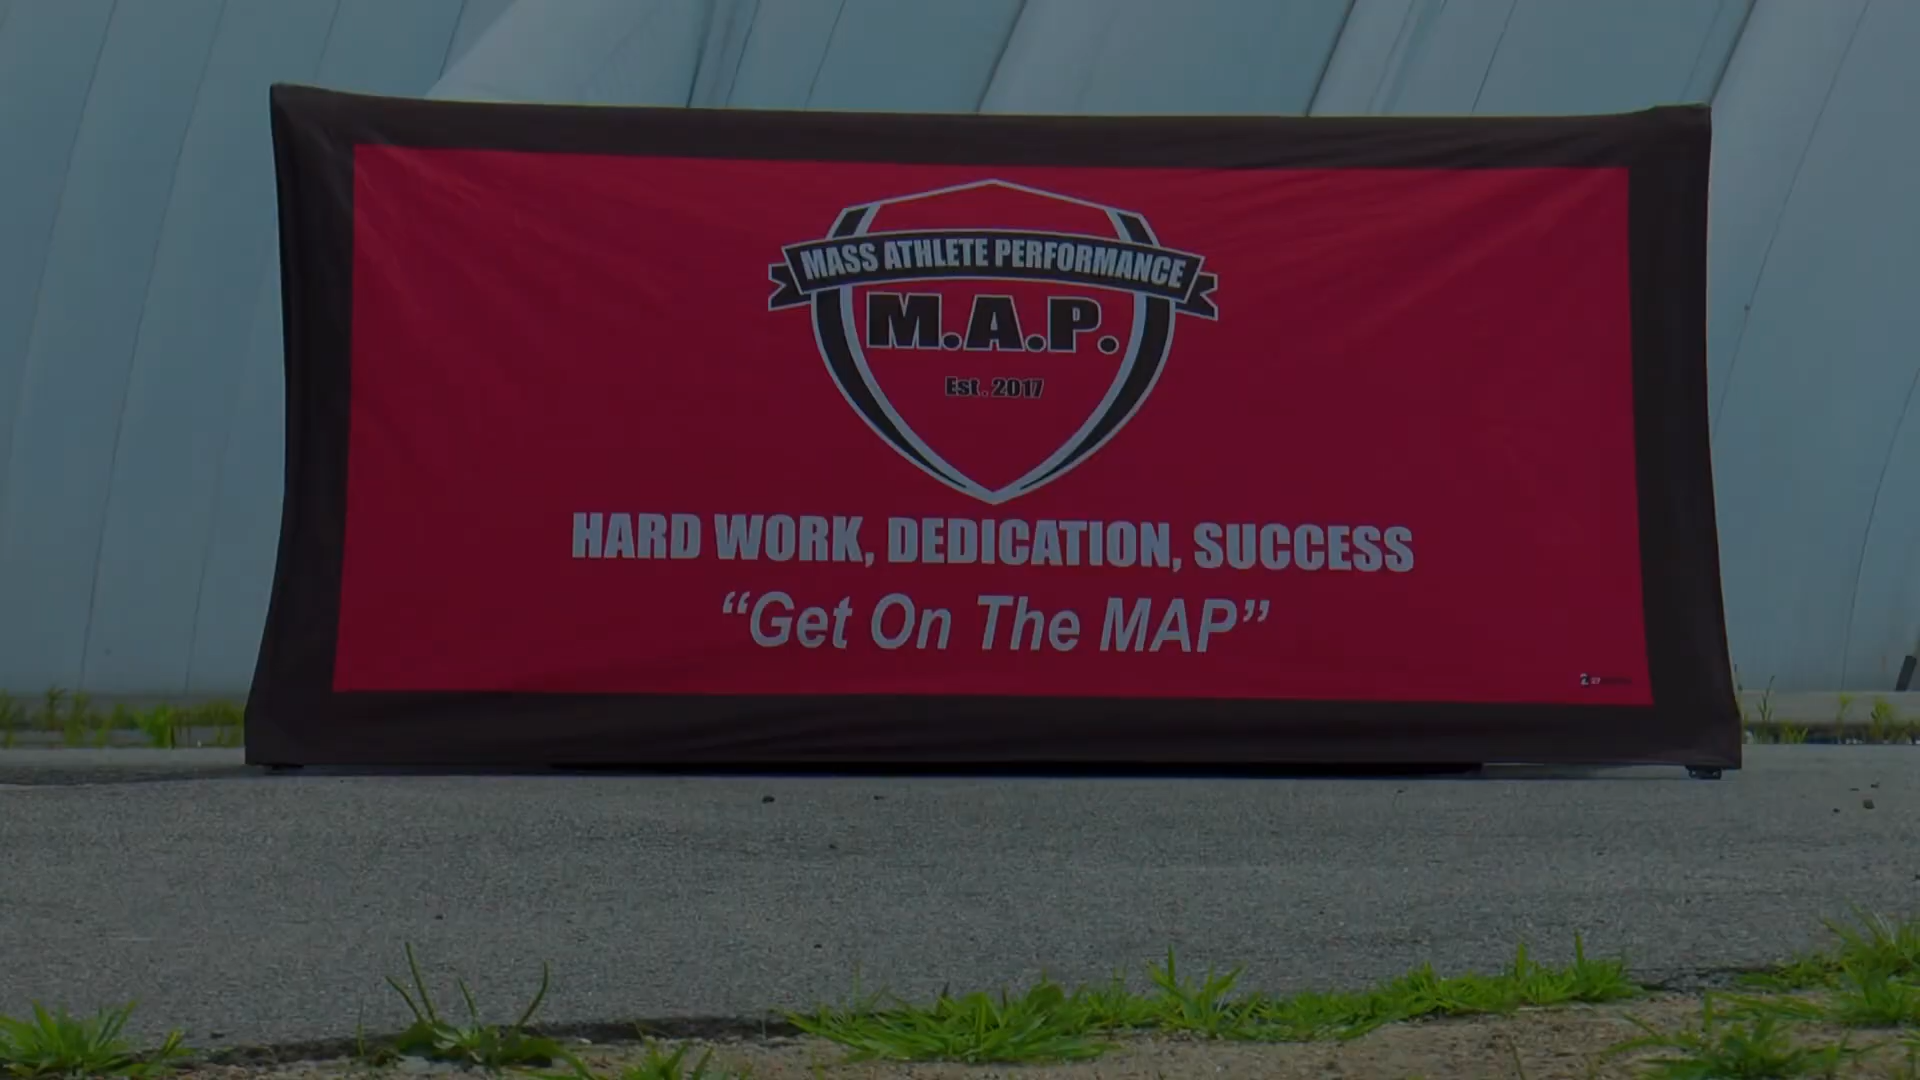 MASS ATHLETE PERFORMANCE
M.A.P.
Est. 2017
HARD WORK, DEDICATION, SUCCESS
“Get On The MAP”